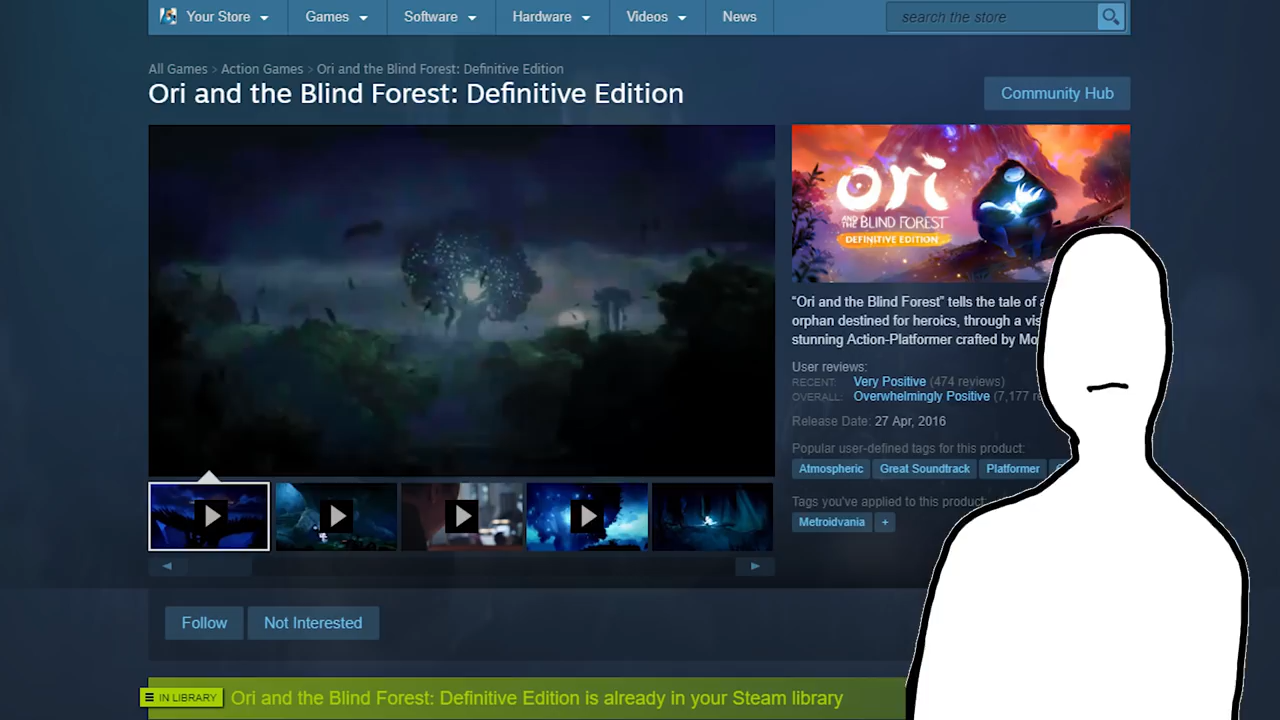 Your Store Games Software Hardware Videos News search the store
All Games > Action Games > Ori and the Blind Forest: Definitive Edition
Ori and the Blind Forest: Definitive Edition
Community Hub
ori
AND THE BLIND FOREST
DEFINITIVE EDITION
“Ori and the Blind Forest” tells the tale of a
orphan destined for heroics, through a
stunning Action-Platformer crafted by
User reviews:
RECENT: Very Positive (474 reviews)
OVERALL: Overwhelmingly Positive (7,177
Release Date: 27 Apr, 2016
Popular user-defined tags for this product:
Atmospheric Great Soundtrack Platformer
Tags you've applied to this product:
Metroidvania +
Follow Not Interested
IN LIBRARY Ori and the Blind Forest: Definitive Edition is already in your Steam library